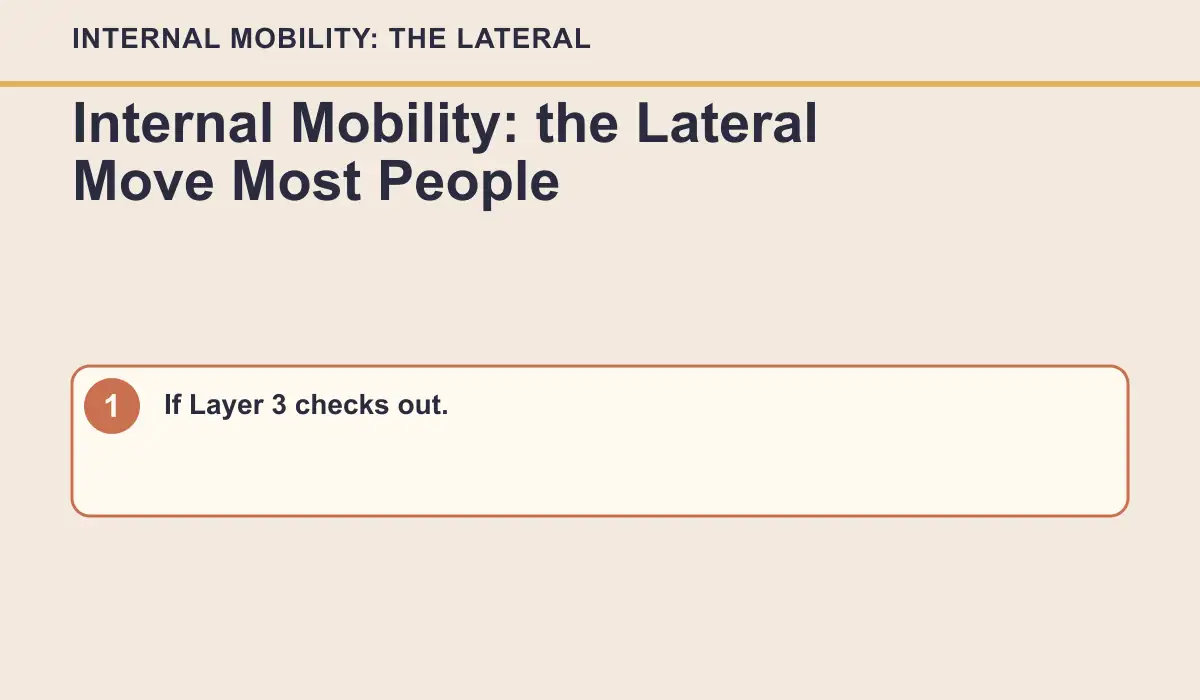 INTERNAL MOBILITY: THE LATERAL
Internal Mobility: the Lateral
Move Most People
1 If Layer 3 checks out.